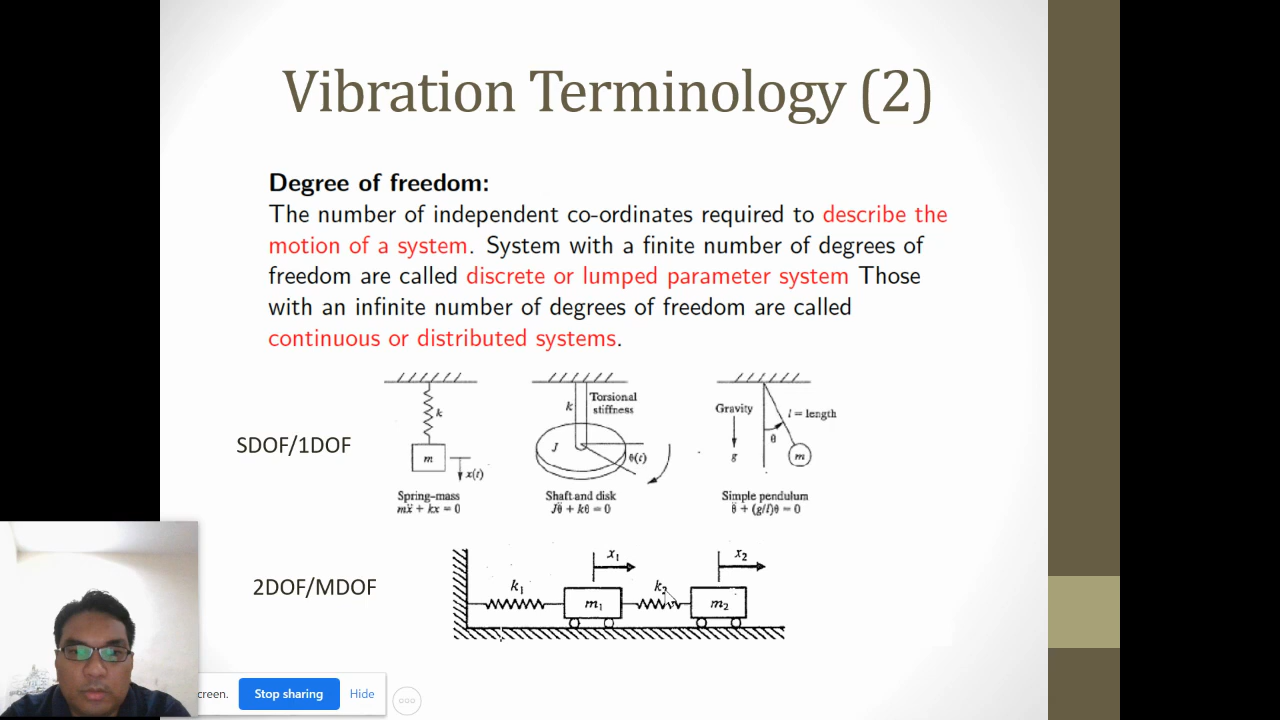 Vibration Terminology (2)
Degree of freedom:
The number of independent co-ordinates required to describe the
motion of a system. System with a finite number of degrees of
freedom are called discrete or lumped parameter system Those
with an infinite number of degrees of freedom are called
continuous or distributed systems.
SDOF/1DOF
k
m
x(t)
Spring–mass
mẍ + kx = 0
k
Torsional
stiffness
J
θ(t)
Shaft and disk
Jθ̈ + kθ = 0
Gravity
g
l = length
θ
m
Simple pendulum
θ̈ + (g/l)θ = 0
2DOF/MDOF
k₁
m₁
x₁
k₂
m₂
x₂
creen.
Stop sharing
Hide